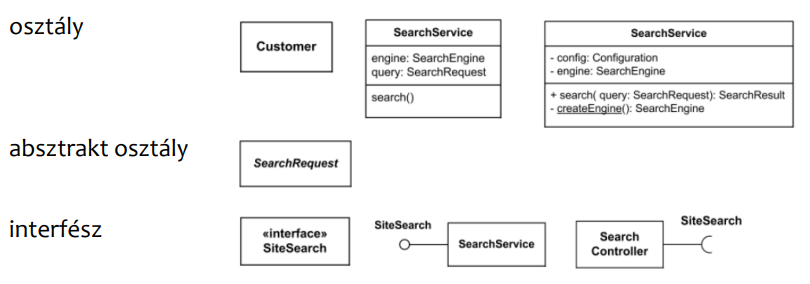 osztály
Customer
SearchService
engine: SearchEngine
query: SearchRequest
search()
SearchService
- config: Configuration
- engine: SearchEngine
+ search( query: SearchRequest): SearchResult
- createEngine(): SearchEngine
absztrakt osztály
SearchRequest
interfész
«interface»
SiteSearch
SiteSearch
SearchService
Search
Controller
SiteSearch